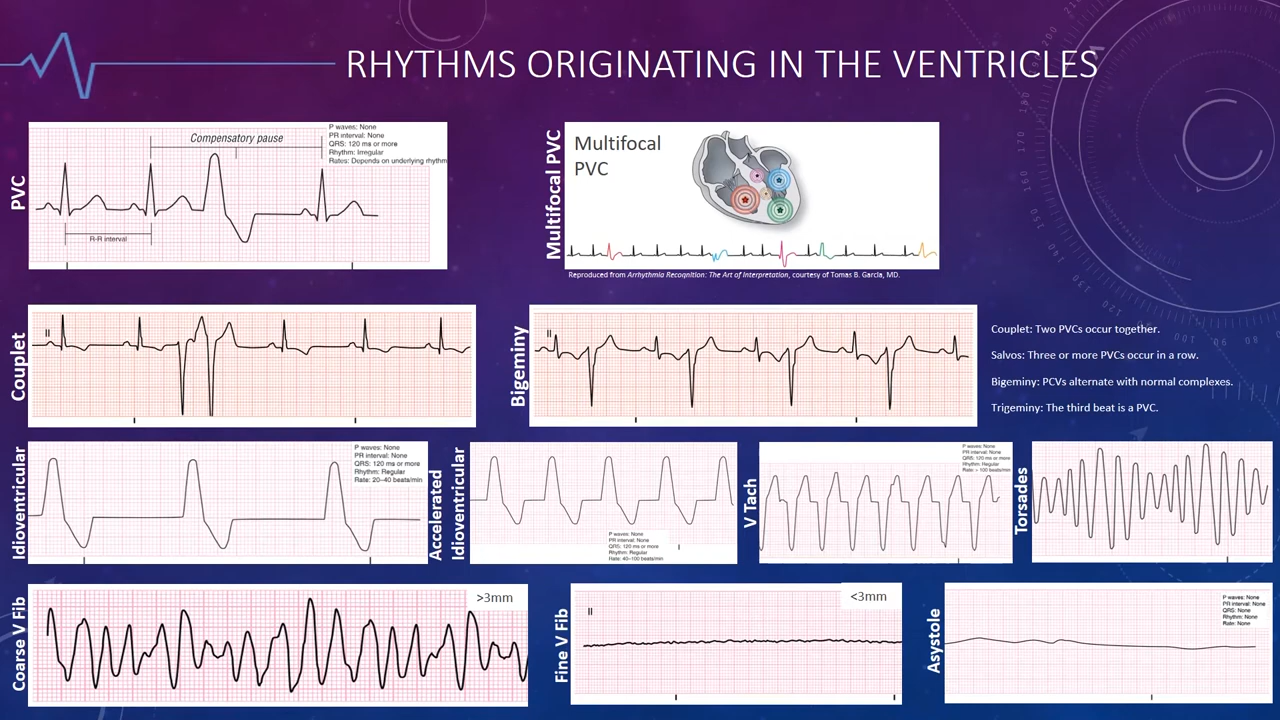 RHYTHMS ORIGINATING IN THE VENTRICLES
PVC
Compensatory pause
P waves: None
PR interval: None
QRS: 120 ms or more
Rhythm: Irregular
Rates: Depends on underlying rhythm
R-R interval
Multifocal PVC
Multifocal
PVC
Reproduced from Arrhythmia Recognition: The Art of Interpretation, courtesy of Tomas B. Garcia, MD.
Couplet
II
Bigeminy
II
Couplet: Two PVCs occur together.
Salvos: Three or more PVCs occur in a row.
Bigeminy: PCVs alternate with normal complexes.
Trigeminy: The third beat is a PVC.
Idioventricular
P waves: None
PR interval: None
QRS: 120 ms or more
Rhythm: Regular
Rate: 20–40 beats/min
Accelerated
Idioventricular
P waves: None
PR interval: None
QRS: 120 ms or more
Rhythm: Regular
Rate: 40–100 beats/min
V Tach
P waves: None
PR interval: None
QRS: 120 ms or more
Rhythm: Regular
Rate: > 100 beats/min
Torsades
Coarse V Fib
>3mm
Fine V Fib
II
<3mm
Asystole
P waves: None
PR interval: None
QRS: None
Rhythm: None
Rate: None